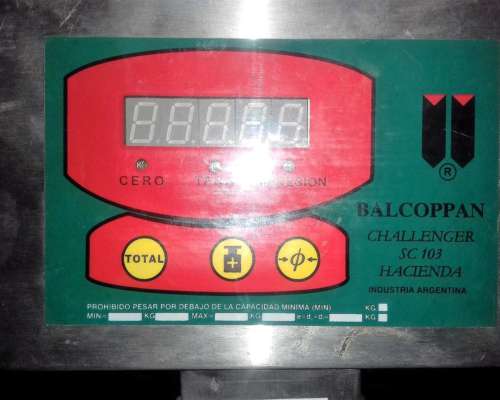 CERO
BALCOPPAN
CHALLENGER
SC 103
HACIENDA
INDUSTRIA ARGENTINA
TOTAL
PROHIBIDO PESAR POR DEBAJO DE LA CAPACIDAD MINIMA (MIN) KG
MIN= KG MAX= KG e=d₁=d= KG